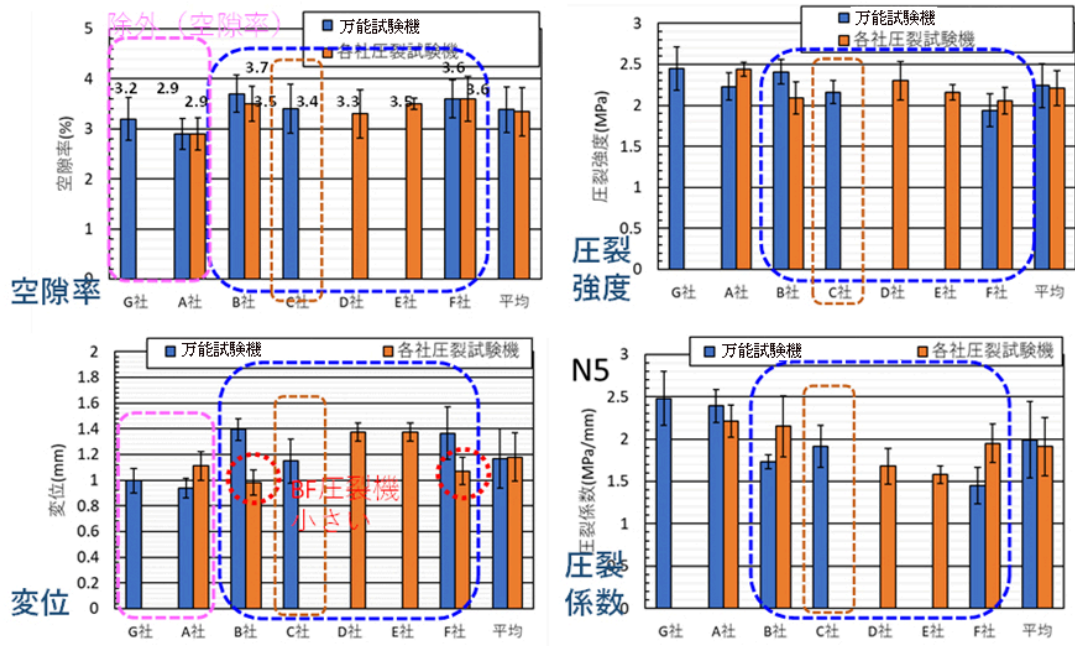 除外（空隙率）
万能試験機
各社圧裂試験機
5
4
3
2
1
0
空隙率(%)
3.2
2.9
2.9
3.7
3.5
3.4
3.3
3.5
3.6
3.6
G社 A社 B社 C社 D社 E社 F社 平均
空隙率
万能試験機
各社圧裂試験機
3
2.5
2
1.5
1
0.5
0
圧裂強度(MPa)
G社 A社 B社 C社 D社 E社 F社 平均
圧裂
強度
万能試験機 各社圧裂試験機
2
1.8
1.6
1.4
1.2
1
0.8
0.6
0.4
0.2
0
変位(mm)
BF圧裂機
小さい
G社 A社 B社 C社 D社 E社 F社 平均
変位
万能試験機 各社圧裂試験機
N5
3
2.5
2
1.5
1
0.5
0
圧裂係数(MPa/mm)
G社 A社 B社 C社 D社 E社 F社 平均
圧裂
係数